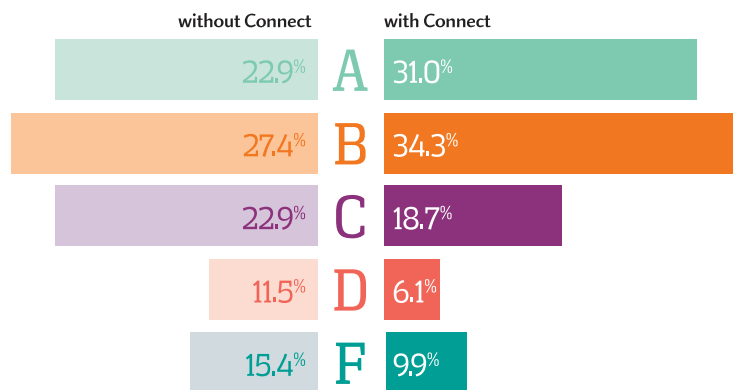 without Connect with Connect
22.9% A 31.0%
27.4% B 34.3%
22.9% C 18.7%
11.5% D 6.1%
15.4% F 9.9%